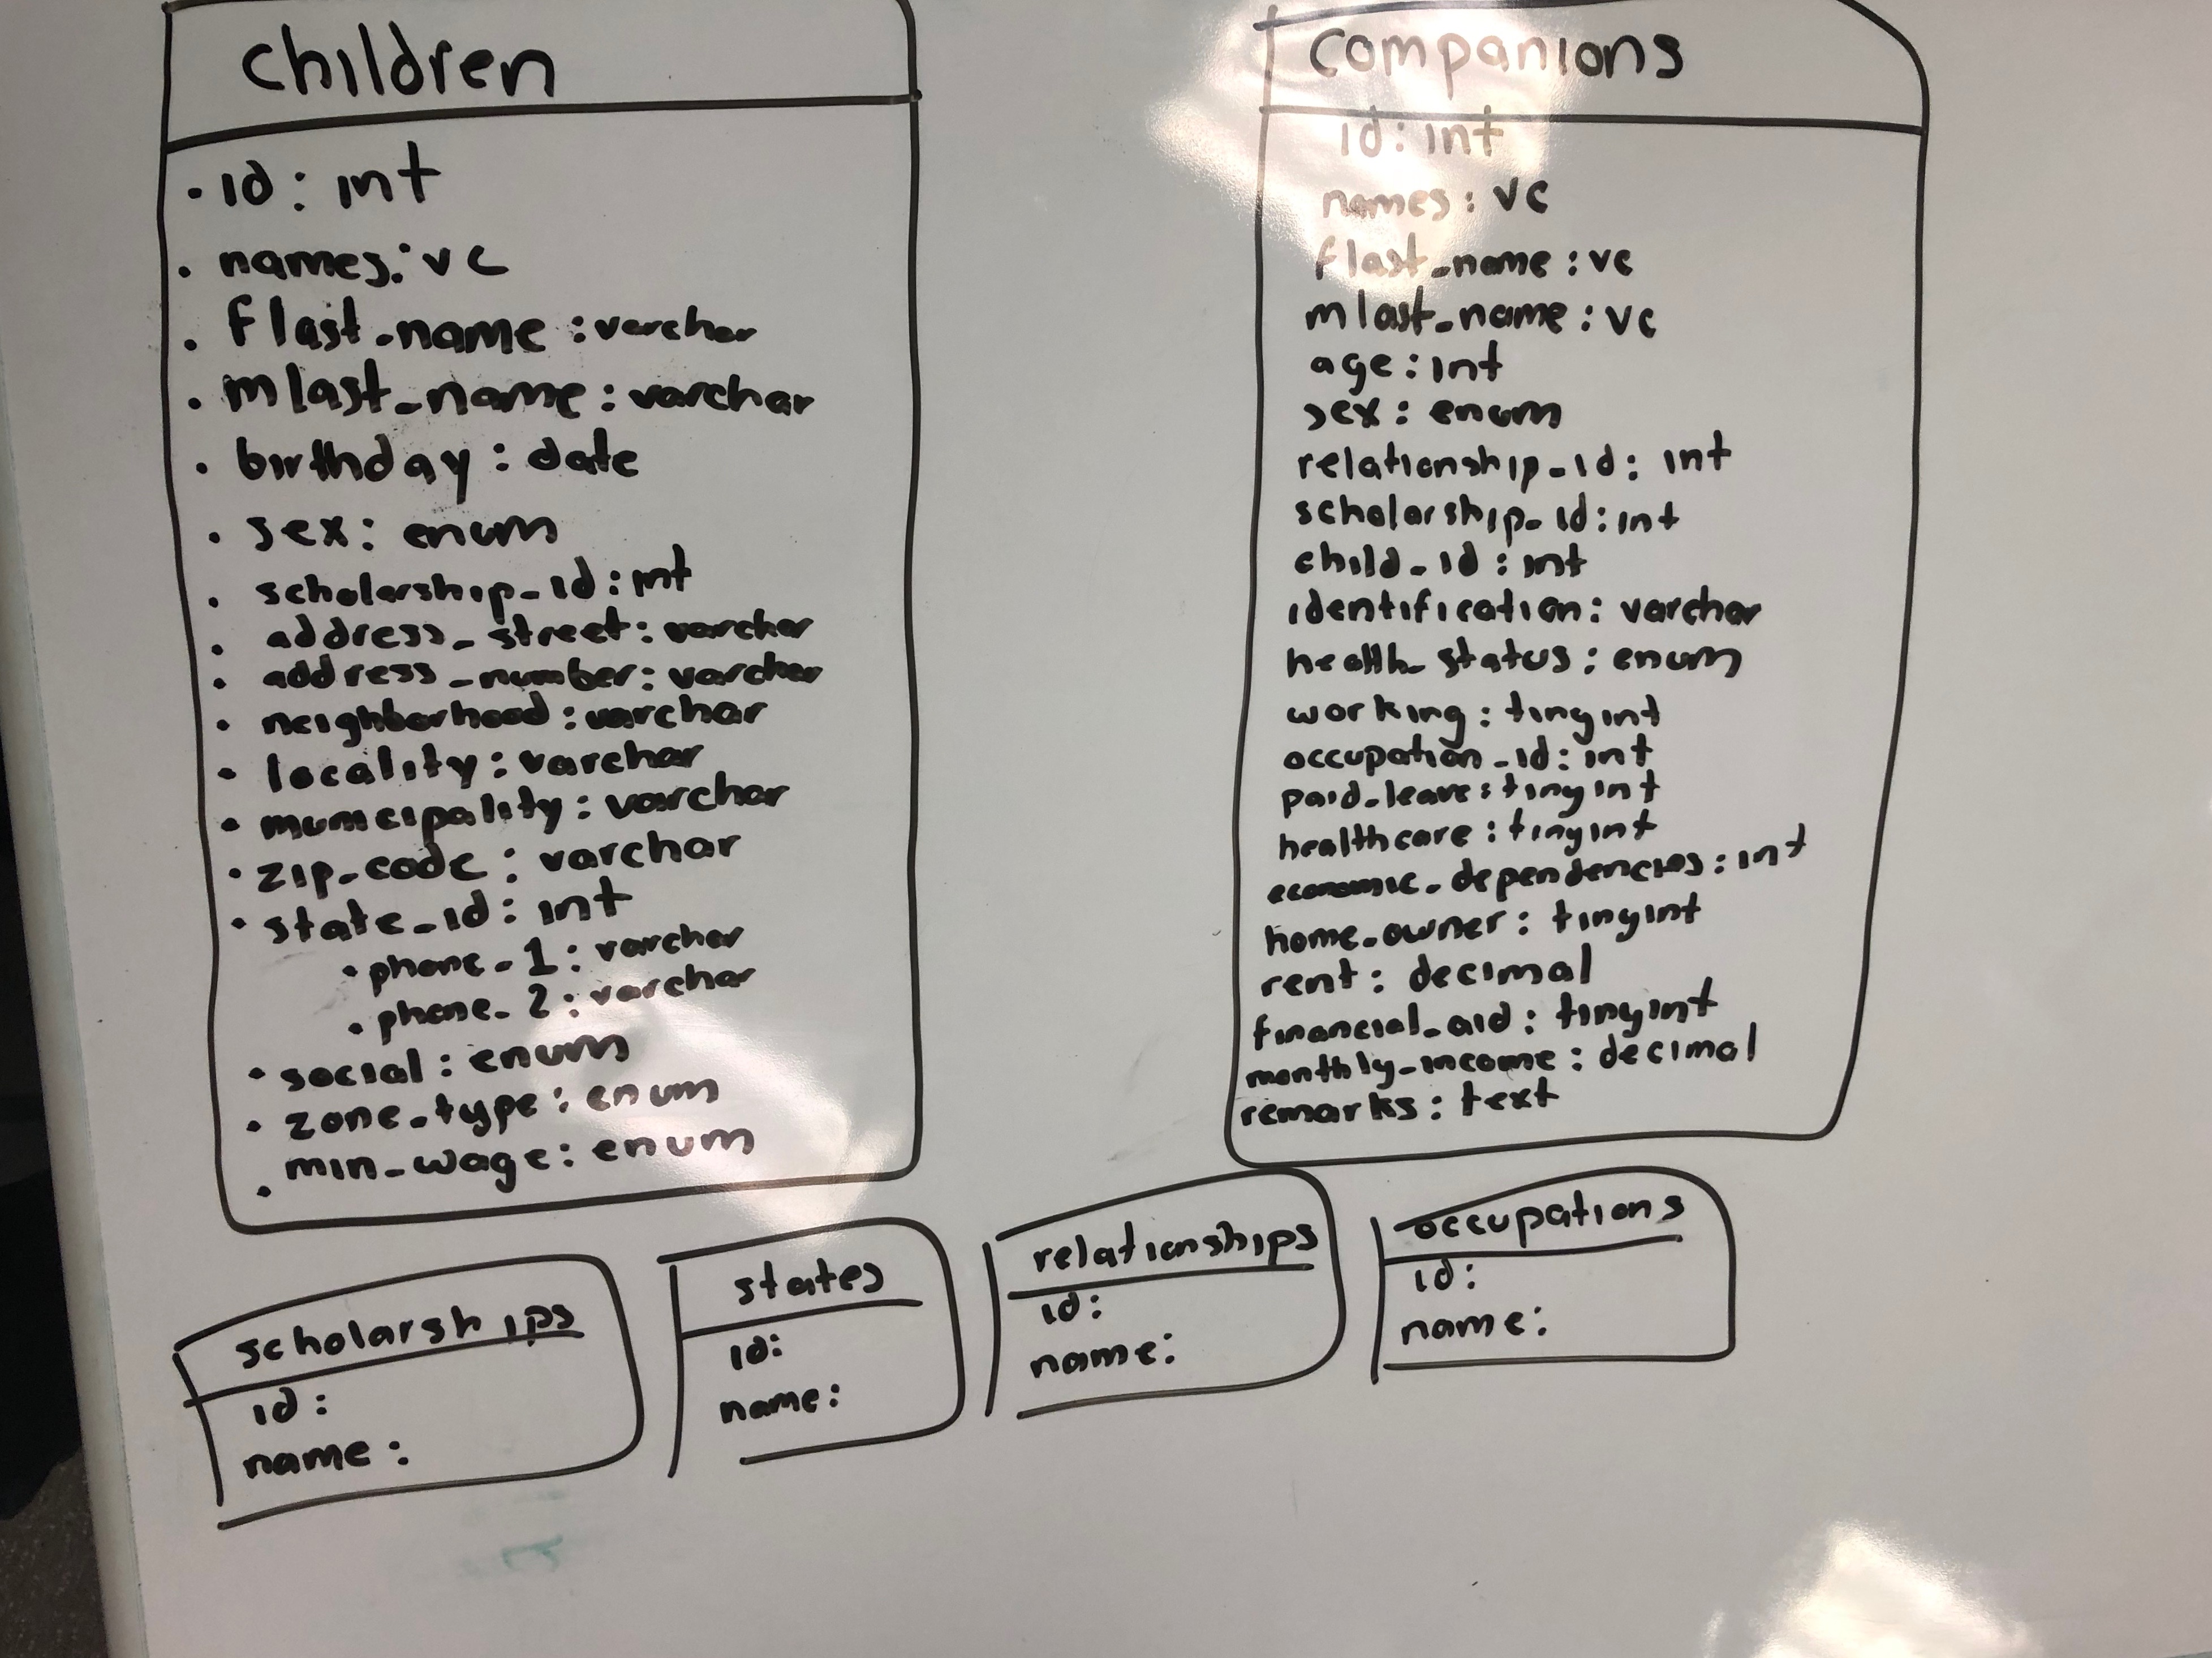 children
· id: int
· names: vc
· flast_name: varchar
· mlast_name: varchar
· birthday: date
· sex: enum
· scholarship_id: int
· address_street: varchar
· address_number: varchar
· neighborhood: varchar
· locality: varchar
· municipality: varchar
· zip_code: varchar
· state_id: int
· phone_1: varchar
· phone_2: varchar
· social: enum
· zone_type: enum
· min_wage: enum
companions
id: int
names: vc
flast_name: vc
mlast_name: vc
age: int
sex: enum
relationship_id: int
scholarship_id: int
child_id: int
identification: varchar
health_status: enum
working: tinyint
occupation_id: int
paid_leave: tinyint
healthcare: tinyint
economic_dependencies: int
home_owner: tinyint
rent: decimal
financial_aid: tinyint
monthly_income: decimal
remarks: text
scholarships
id:
name:
states
id:
name:
relationships
id:
name:
occupations
id:
name: